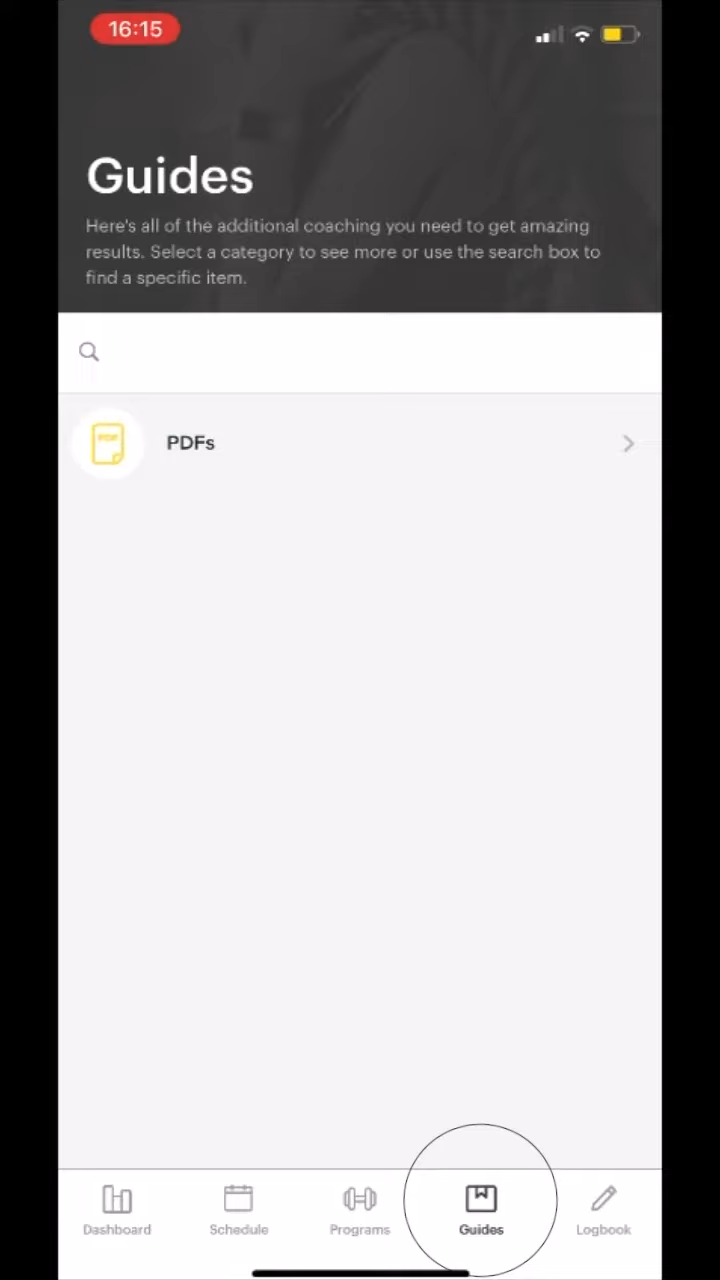 16:15
Guides
Here's all of the additional coaching you need to get amazing
results. Select a category to see more or use the search box to
find a specific item.
PDF
PDFs
Dashboard
Schedule
Programs
Guides
Logbook